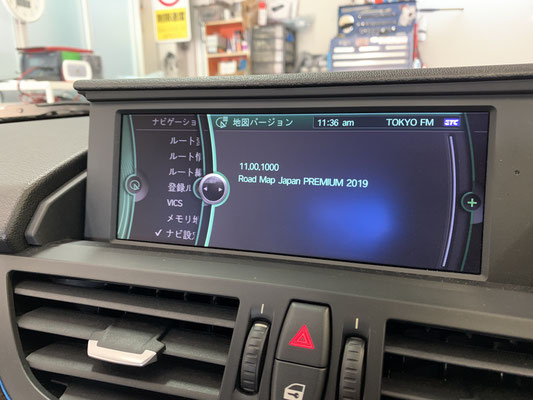 ナビゲーショ
地図バージョン
11:36 am
TOKYO FM
ETC
ルート
ルート
ルート
登録ル
VICS
メモリ
ナビ設
11.00.1000
Road Map Japan PREMIUM 2019